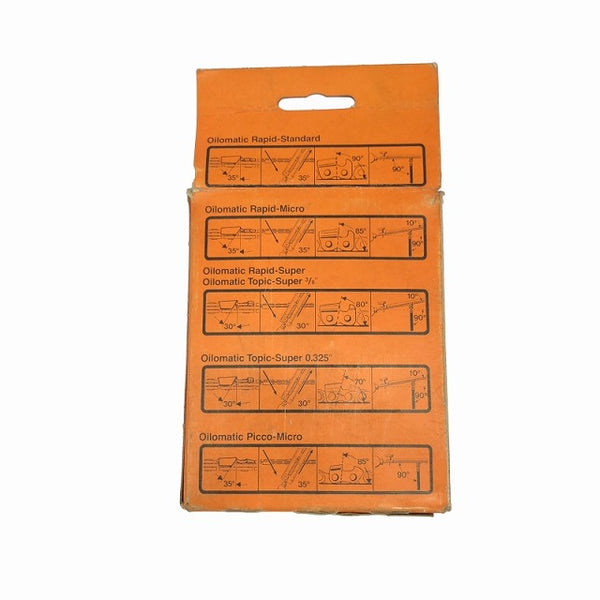 Oilomatic Rapid-Standard
35° 35° 90° 90°
Oilomatic Rapid-Micro
35° 35° 85° 10° 90°
Oilomatic Rapid-Super
Oilomatic Topic-Super 3/8"
30° 30° 80° 10° 90°
Oilomatic Topic-Super 0.325"
30° 30° 70° 10° 90°
Oilomatic Picco-Micro
35° 35° 85° 90°